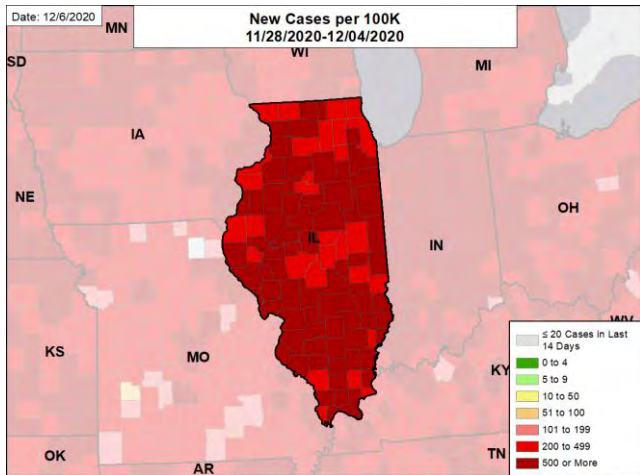 Date: 12/6/2020
New Cases per 100K
11/28/2020-12/04/2020
MN
WI
SD
MI
IA
NE
OH
IL
IN
WV
KS
MO
KY
OK
AR
TN
≤ 20 Cases in Last
14 Days
0 to 4
5 to 9
10 to 50
51 to 100
101 to 199
200 to 499
500 or More